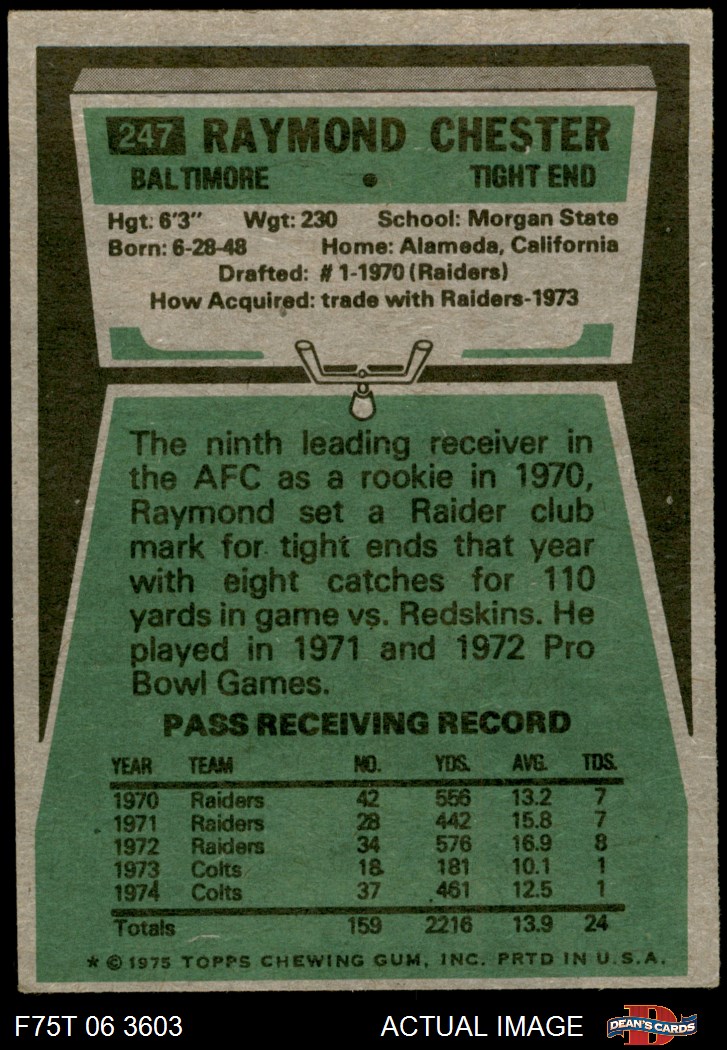 247 RAYMOND CHESTER
BALTIMORE • TIGHT END
Hgt: 6'3" Wgt: 230 School: Morgan State
Born: 6-28-48 Home: Alameda, California
Drafted: #1-1970 (Raiders)
How Acquired: trade with Raiders-1973
The ninth leading receiver in
the AFC as a rookie in 1970,
Raymond set a Raider club
mark for tight ends that year
with eight catches for 110
yards in game vs. Redskins. He
played in 1971 and 1972 Pro
Bowl Games.
PASS RECEIVING RECORD
YEAR TEAM NO. YDS. AVG. TDS.
1970 Raiders 42 556 13.2 7
1971 Raiders 28 442 15.8 7
1972 Raiders 34 576 16.9 8
1973 Colts 18 181 10.1 1
1974 Colts 37 461 12.5 1
Totals 159 2216 13.9 24
* © 1975 TOPPS CHEWING GUM, INC. PRTD IN U.S.A.
F75T 06 3603 ACTUAL IMAGE DEAN'S CARDS